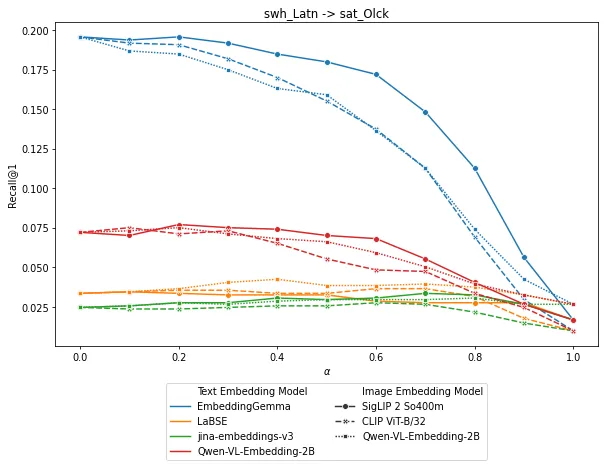 swh_Latn -> sat_Olck
0.200
0.175
0.150
0.125
0.100
0.075
0.050
0.025
Recall@1
0.0 0.2 0.4 0.6 0.8 1.0
α
Text Embedding Model
EmbeddingGemma
LaBSE
jina-embeddings-v3
Qwen-VL-Embedding-2B
Image Embedding Model
SigLIP 2 So400m
CLIP ViT-B/32
Qwen-VL-Embedding-2B